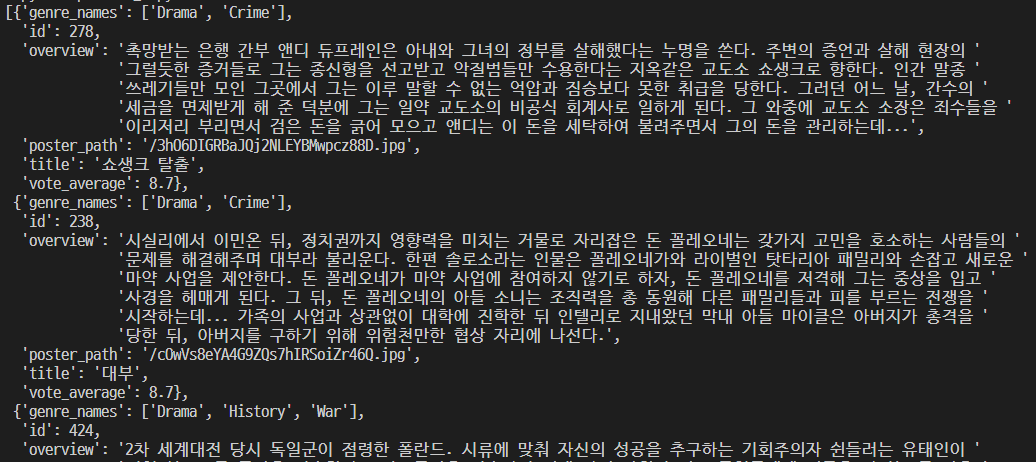 [{'genre_names': ['Drama', 'Crime'],
'id': 278,
'overview': '촉망받는 은행 간부 앤디 듀프레인은 아내와 그녀의 정부를 살해했다는 누명을 쓴다. 주변의 증언과 살해 현장의 '
'그럴듯한 증거들로 그는 종신형을 선고받고 악질범들만 수용한다는 지옥같은 교도소 쇼생크로 향한다. 인간 말종 '
'쓰레기들만 모인 그곳에서 그는 이루 말할 수 없는 억압과 짐승보다 못한 취급을 당한다. 그러던 어느 날, 간수의 '
'세금을 면제받게 해 준 덕분에 그는 일약 교도소의 비공식 회계사로 일하게 된다. 그 와중에 교도소 소장은 죄수들을 '
'이리저리 부리면서 검은 돈을 긁어 모으고 앤디는 이 돈을 세탁하여 불려주면서 그의 돈을 관리하는데...',
'poster_path': '/3hO6DIGRBaJQj2NLEYBMwpcz88D.jpg',
'title': '쇼생크 탈출',
'vote_average': 8.7},
{'genre_names': ['Drama', 'Crime'],
'id': 238,
'overview': '시실리에서 이민온 뒤, 정치권까지 영향력을 미치는 거물로 자리잡은 돈 꼴레오네는 갖가지 고민을 호소하는 사람들의 '
'문제를 해결해주며 대부라 불리운다. 한편 솔로소라는 인물은 꼴레오네가와 라이벌인 탓타리아 패밀리와 손잡고 새로운 '
'마약 사업을 제안한다. 돈 꼴레오네가 마약 사업에 참여하지 않기로 하자, 돈 꼴레오네를 저격해 그는 중상을 입고 '
'사경을 헤매게 된다. 그 뒤, 돈 꼴레오네의 아들 소니는 조직력을 총 동원해 다른 패밀리들과 피를 부르는 전쟁을 '
'시작하는데... 가족의 사업과 상관없이 대학에 진학한 뒤 인텔리로 지내왔던 막내 아들 마이클은 아버지가 총격을 '
'당한 뒤, 아버지를 구하기 위해 위험천만한 협상 자리에 나선다.',
'poster_path': '/cOwVs8eYA4G9ZQs7hIRSoiZr46Q.jpg',
'title': '대부',
'vote_average': 8.7},
{'genre_names': ['Drama', 'History', 'War'],
'id': 424,
'overview': '2차 세계대전 당시 독일군이 점령한 폴란드. 시류에 맞춰 자신의 성공을 추구하는 기회주의자 쉰들러는 유태인이 '